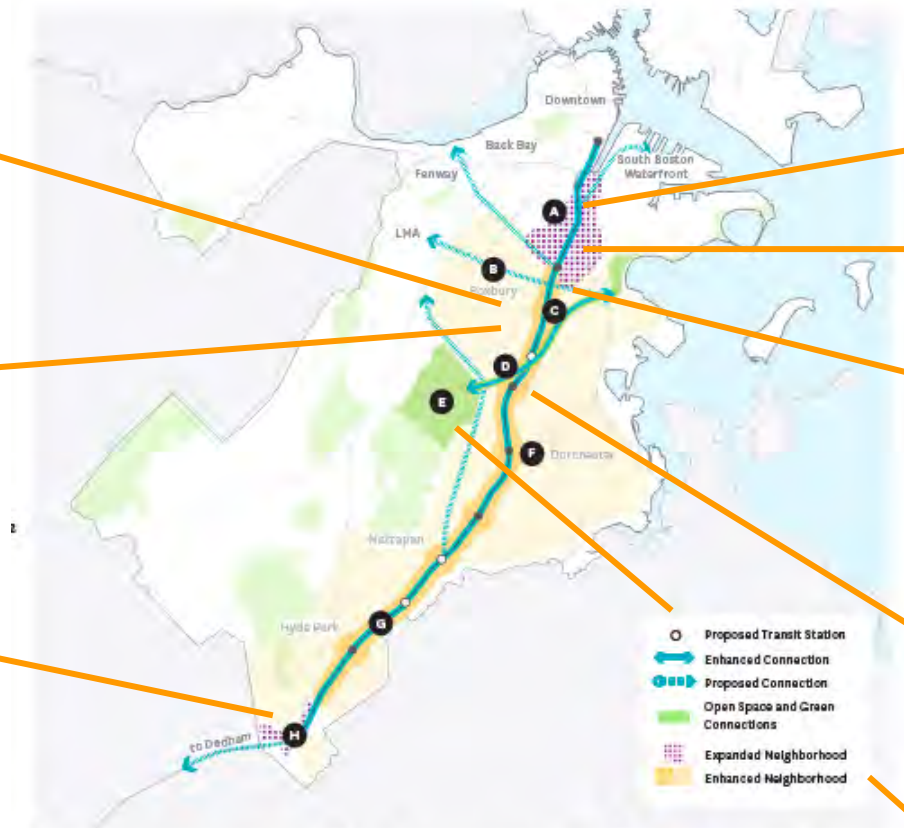 Downtown
Back Bay
South Boston
Waterfront
Fenway
A
LMA
B
Roxbury
C
D
E
F
Dorchester
Mattapan
G
Hyde Park
H
to Dedham
Proposed Transit Station
Enhanced Connection
Proposed Connection
Open Space and Green
Connections
Expanded Neighborhood
Enhanced Neighborhood